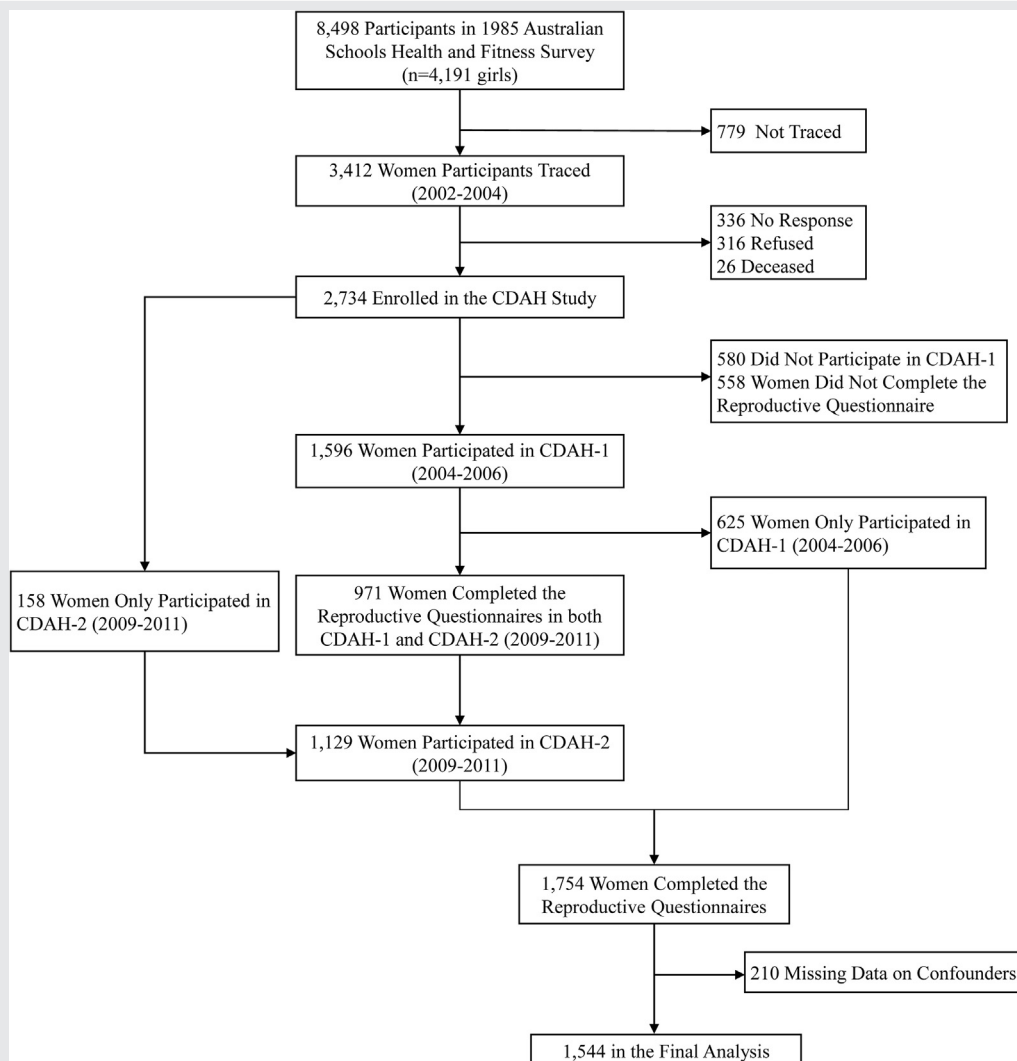 8,498 Participants in 1985 Australian
Schools Health and Fitness Survey
(n=4,191 girls)
779 Not Traced
3,412 Women Participants Traced
(2002-2004)
336 No Response
316 Refused
26 Deceased
2,734 Enrolled in the CDAH Study
580 Did Not Participate in CDAH-1
558 Women Did Not Complete the
Reproductive Questionnaire
1,596 Women Participated in CDAH-1
(2004-2006)
625 Women Only Participated in
CDAH-1 (2004-2006)
158 Women Only Participated in
CDAH-2 (2009-2011)
971 Women Completed the
Reproductive Questionnaires in both
CDAH-1 and CDAH-2 (2009-2011)
1,129 Women Participated in CDAH-2
(2009-2011)
1,754 Women Completed the
Reproductive Questionnaires
210 Missing Data on Confounders
1,544 in the Final Analysis